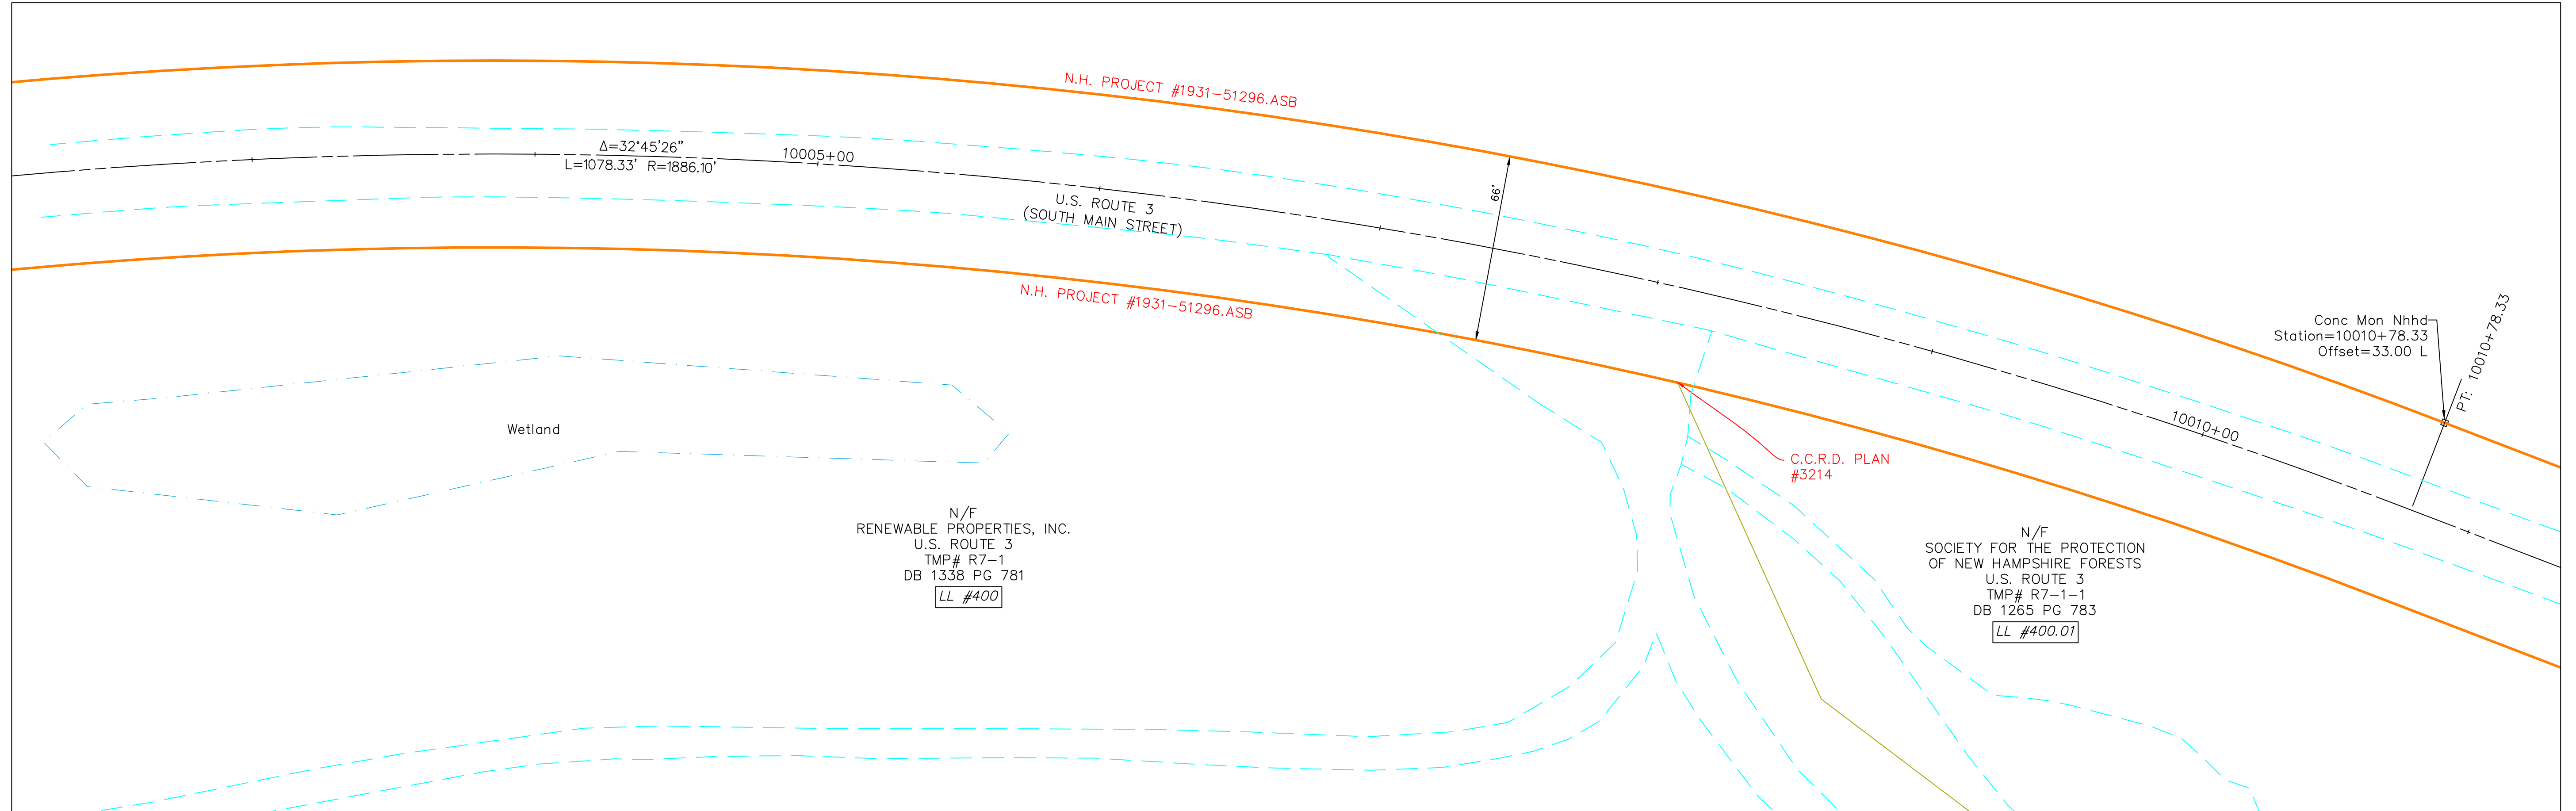 N.H. PROJECT #1931-51296.ASB
Δ=32°45'26"
L=1078.33' R=1886.10'
10005+00
U.S. ROUTE 3
(SOUTH MAIN STREET)
66'
N.H. PROJECT #1931-51296.ASB
Conc Mon Nhhd
Station=10010+78.33
Offset=33.00 L
PT: 10010+78.33
10010+00
Wetland
C.C.R.D. PLAN
#3214
N/F
RENEWABLE PROPERTIES, INC.
U.S. ROUTE 3
TMP# R7-1
DB 1338 PG 781
LL #400
N/F
SOCIETY FOR THE PROTECTION
OF NEW HAMPSHIRE FORESTS
U.S. ROUTE 3
TMP# R7-1-1
DB 1265 PG 783
LL #400.01